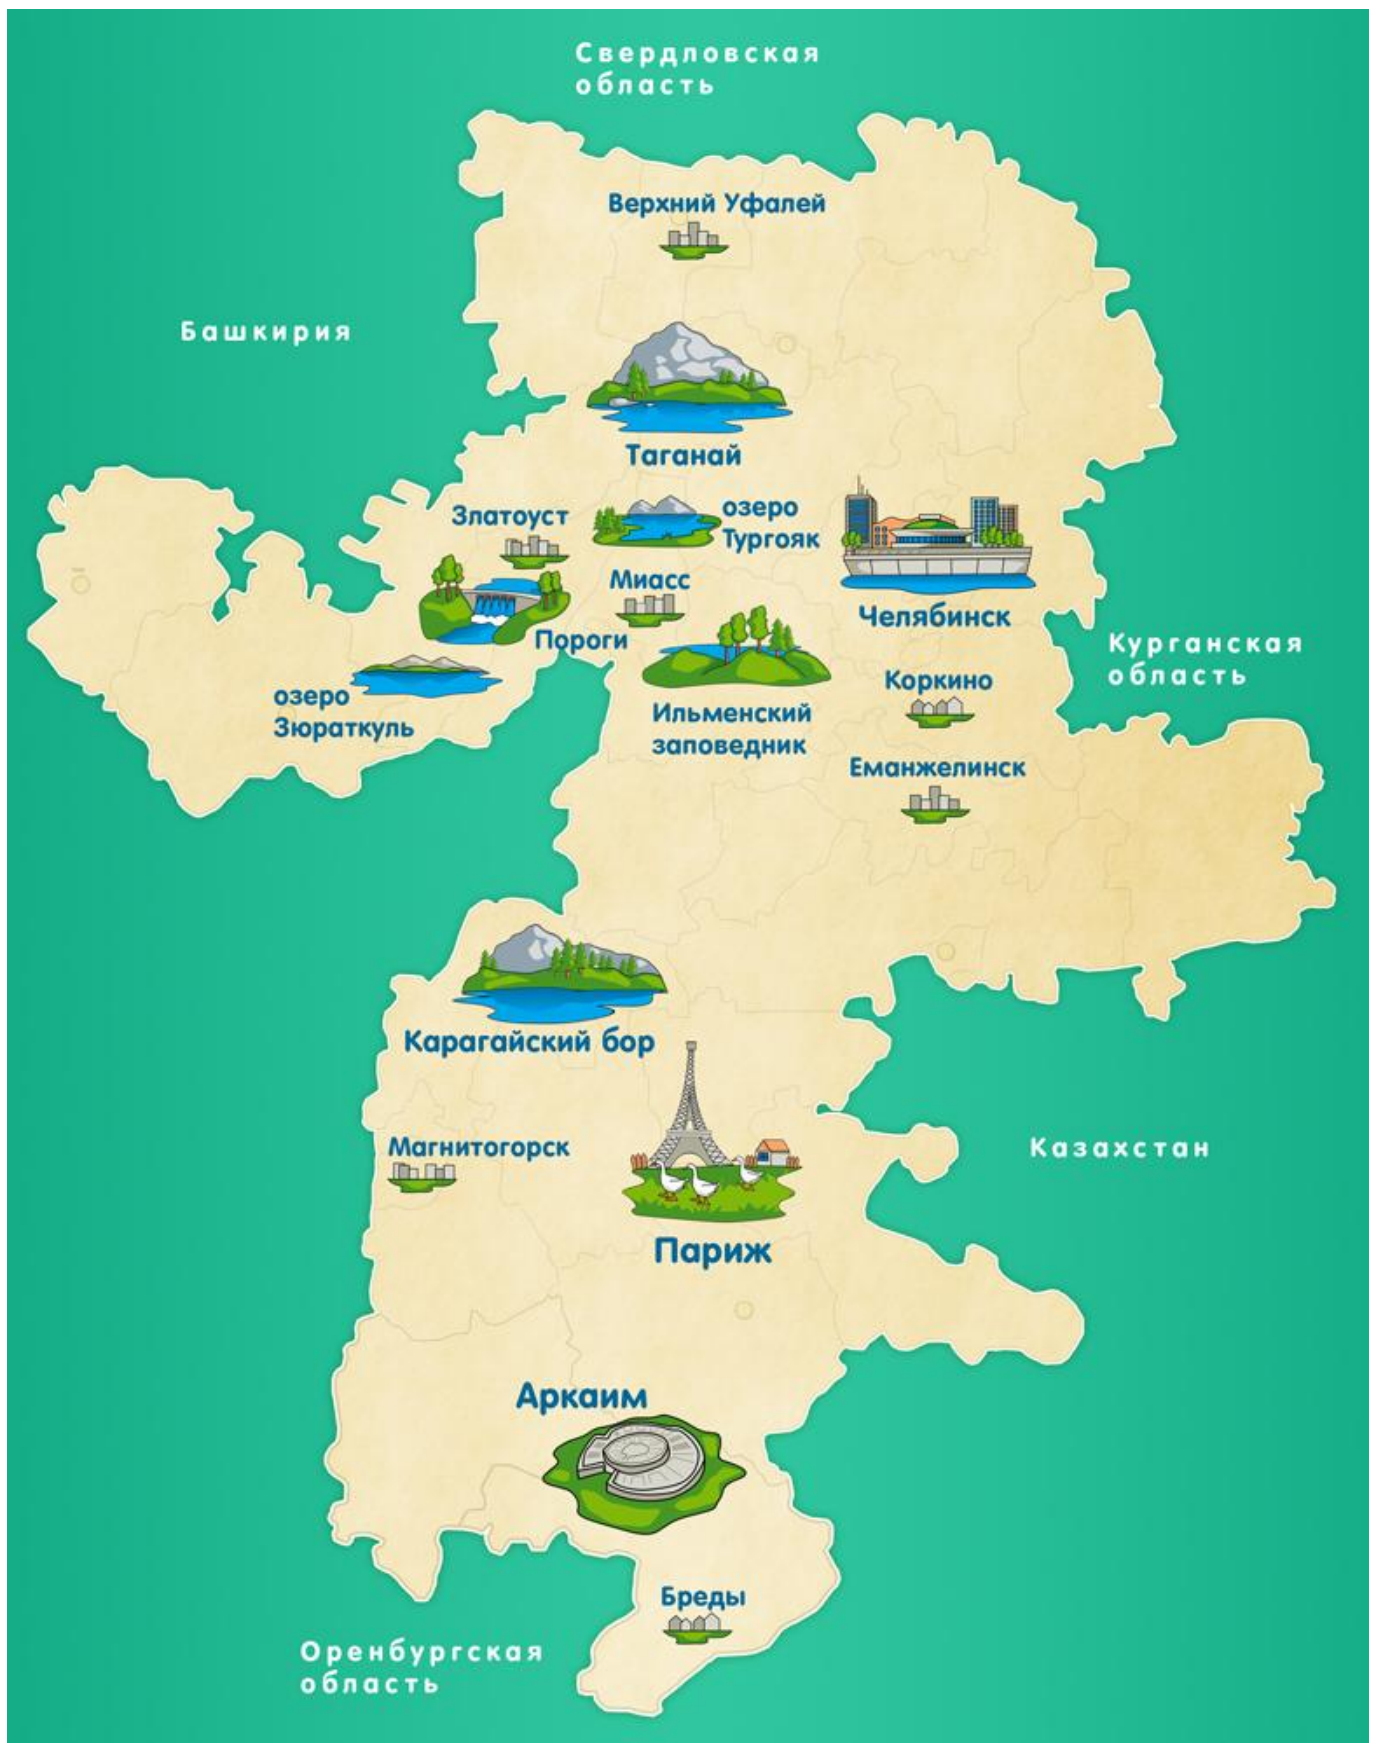 Свердловская
область
Верхний Уфалей
Башкирия
Таганай
Златоуст
озеро
Тургояк
Миасс
Челябинск
Пороги
Курганская
область
озеро
Зюраткуль
Коркино
Ильменский
заповедник
Еманжелинск
Карагайский бор
Магнитогорск
Казахстан
Париж
Аркаим
Бреды
Оренбургская
область